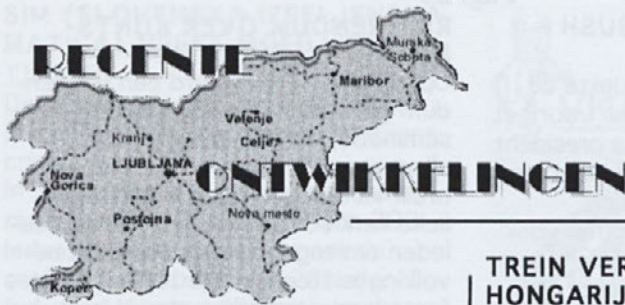 RECENTE
ONTWIKKELINGEN
Murska
Sobota
Maribor
Velenje
Celje
Kranj
LJUBLJANA
Nova
Gorica
Postojna
Novo mesto
Koper
TREIN VER
HONGARIJ